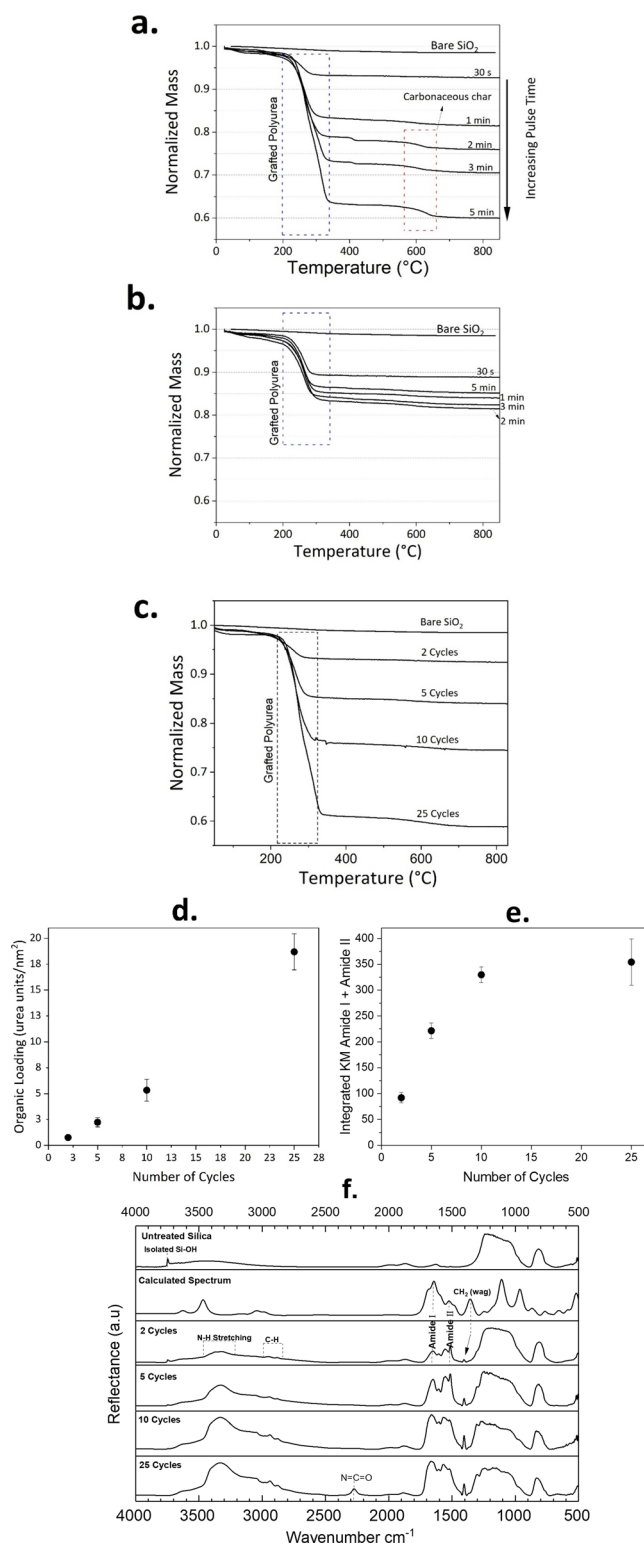 a.
1.0
0.9
0.8
0.7
0.6
Normalized Mass
Bare SiO2
30 s
Grafted Polyurea
Carbonaceous char
1 min
2 min
3 min
5 min
Increasing Pulse Time
0
200
400
600
800
Temperature (°C)
b.
1.0
0.9
0.8
0.7
0.6
Normalized Mass
Bare SiO2
Grafted Polyurea
30 s
5 min
1 min
3 min
2 min
0
200
400
600
800
Temperature (°C)
c.
1.0
0.9
0.8
0.7
0.6
Normalized Mass
Bare SiO2
2 Cycles
5 Cycles
Grafted Polyurea
10 Cycles
25 Cycles
200
400
600
800
Temperature (°C)
d.
20
18
15
13
10
8
5
3
0
Organic Loading (urea units/nm2)
0
3
5
8
10
13
15
18
20
23
25
28
Number of Cycles
e.
400
350
300
250
200
150
100
50
0
Integrated KM Amide I + Amide II
0
5
10
15
20
25
Number of Cycles
f.
4000
3500
3000
2500
2000
1500
1000
500
Untreated Silica
Isolated Si-OH
Calculated Spectrum
CH2 (wag)
2 Cycles
N-H Stretching
C-H
Amide I
Amide II
5 Cycles
10 Cycles
25 Cycles
N=C=O
Reflectance (a.u)
4000
3500
3000
2500
2000
1500
1000
500
Wavenumber cm-1